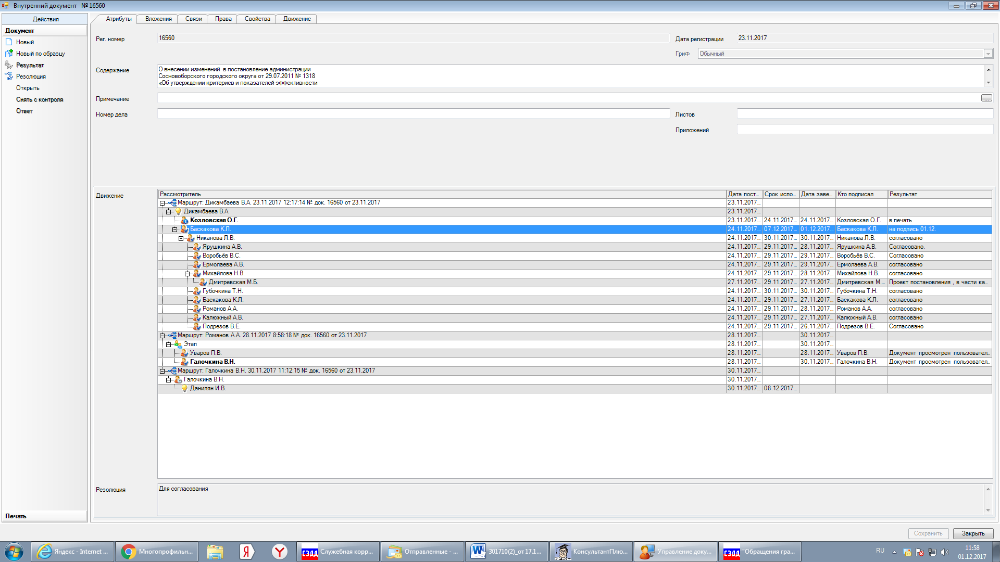 Внутренний документ № 16560
Действия
Документ
Новый
Новый по образцу
Результат
Резолюция
Открыть
Снять с контроля
Ответ
Печать
Атрибуты Вложения Связи Права Свойства Движение
Рег. номер 16560 Дата регистрации 23.11.2017
Гриф Обычный
Содержание
О внесении изменений в постановление администрации
Сосновоборского городского округа от 29.07.2011 № 1318
«Об утверждении критериев и показателей эффективности
Примечание ...
Номер дела Листов
Приложений
Движение
Рассмотритель Дата пост... Срок испо... Дата заве... Кто подписал Результат
Маршрут: Дикамбаева В.А. 23.11.2017 12:17:14 № док. 16560 от 23.11.2017 23.11.2017...
Дикамбаева В.А. 23.11.2017...
Козловская О.Г. 23.11.2017... 24.11.2017... 24.11.2017... Козловская О.Г. в печать
Баскакова К.Л. 24.11.2017... 07.12.2017... 01.12.2017... Баскакова К.Л. на подпись 01.12.
Никанова Л.В. 24.11.2017... 30.11.2017... 30.11.2017... Никанова Л.В. согласовано
Ярушкина А.В. 24.11.2017... 29.11.2017... 28.11.2017... Ярушкина А.В. Согласовано.
Воробьёв В.С. 24.11.2017... 29.11.2017... 29.11.2017... Воробьёв В.С. Согласовано
Ермолаева А.В. 24.11.2017... 29.11.2017... 29.11.2017... Ермолаева А.В. согласовано
Михайлова Н.В. 24.11.2017... 29.11.2017... 28.11.2017... Михайлова Н.В. согласовано
Дмитревская М.Б. 27.11.2017... 29.11.2017... 27.11.2017... Дмитревская М.... Проект постановления , в части ка...
Губочкина Т.Н. 24.11.2017... 30.11.2017... 30.11.2017... Губочкина Т.Н. согласовано
Баскакова К.Л. 24.11.2017... 29.11.2017... 27.11.2017... Баскакова К.Л. согласовано
Романов А.А. 24.11.2017... 29.11.2017... 28.11.2017... Романов А.А. согласовано
Калюжный А.В. 24.11.2017... 29.11.2017... 27.11.2017... Калюжный А.В. согласовано
Подрезов В.Е. 24.11.2017... 29.11.2017... 26.11.2017... Подрезов В.Е. Согласовано
Маршрут: Романов А.А. 28.11.2017 8:58:18 № док. 16560 от 23.11.2017 28.11.2017... 30.11.2017...
Этап 28.11.2017... 30.11.2017...
Уваров П.В. 28.11.2017... 28.11.2017... Уваров П.В. Документ просмотрен пользовател...
Галочкина В.Н. 28.11.2017... 30.11.2017... Галочкина В.Н. Документ просмотрен пользовател...
Маршрут: Галочкина В.Н. 30.11.2017 11:12:15 № док. 16560 от 23.11.2017 30.11.2017...
Галочкина В.Н. 30.11.2017...
Данилян И.В. 30.11.2017... 08.12.2017...
Резолюция Для согласования
Сохранить Закрыть
Яндекс - Internet ... Многопрофильн... Я Y СЭДД Служебная корр... Отправленные - ... W 301710(2)_от 17.1... КонсультантПлю... Управление доку... СЭДД "Обращения гра... RU 11:58
01.12.2017